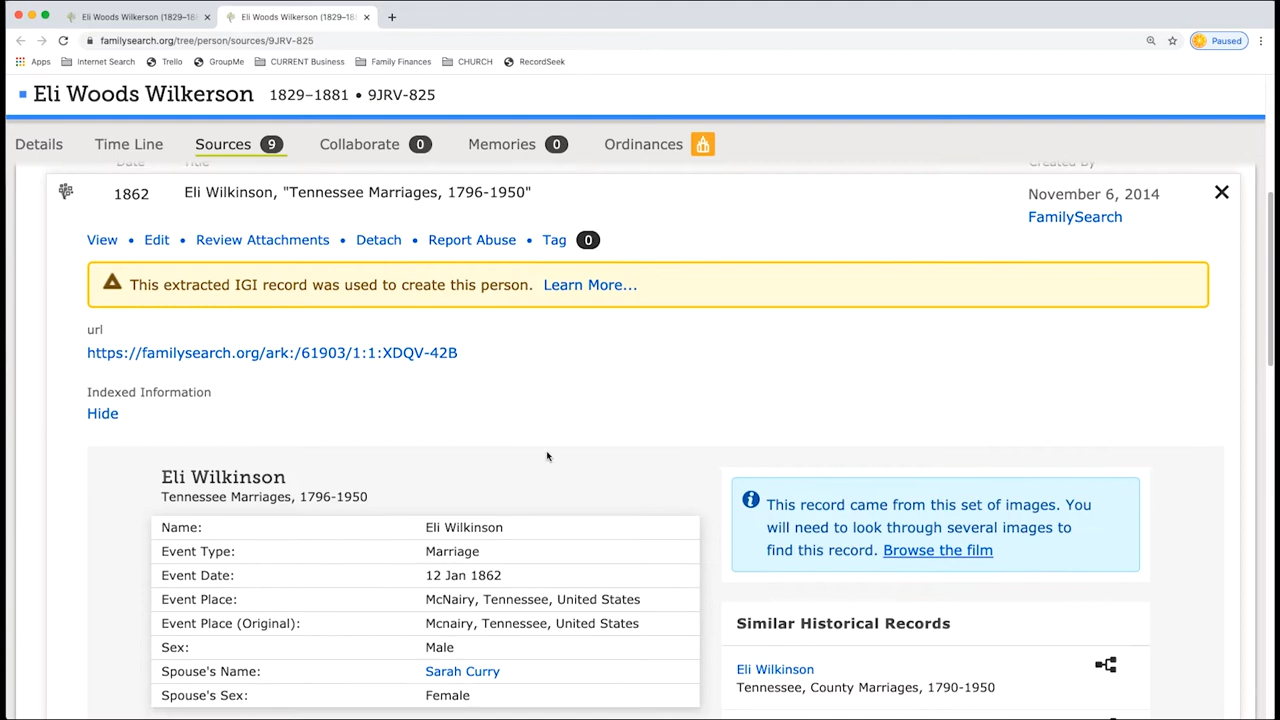 Eli Woods Wilkerson (1829–18
Eli Woods Wilkerson (1829–18
familysearch.org/tree/person/sources/9JRV-825
Paused
Apps
Internet Search
Trello
GroupMe
CURRENT Business
Family Finances
CHURCH
RecordSeek
Eli Woods Wilkerson 1829–1881 • 9JRV-825
Details Time Line Sources 9 Collaborate 0 Memories 0 Ordinances
Date Title Created By
1862 Eli Wilkinson, "Tennessee Marriages, 1796-1950" November 6, 2014
FamilySearch
View • Edit • Review Attachments • Detach • Report Abuse • Tag 0
This extracted IGI record was used to create this person. Learn More...
url
https://familysearch.org/ark:/61903/1:1:XDQV-42B
Indexed Information
Hide
Eli Wilkinson
Tennessee Marriages, 1796-1950
Name: Eli Wilkinson
Event Type: Marriage
Event Date: 12 Jan 1862
Event Place: McNairy, Tennessee, United States
Event Place (Original): Mcnairy, Tennessee, United States
Sex: Male
Spouse's Name: Sarah Curry
Spouse's Sex: Female
This record came from this set of images. You
will need to look through several images to
find this record. Browse the film
Similar Historical Records
Eli Wilkinson
Tennessee, County Marriages, 1790-1950